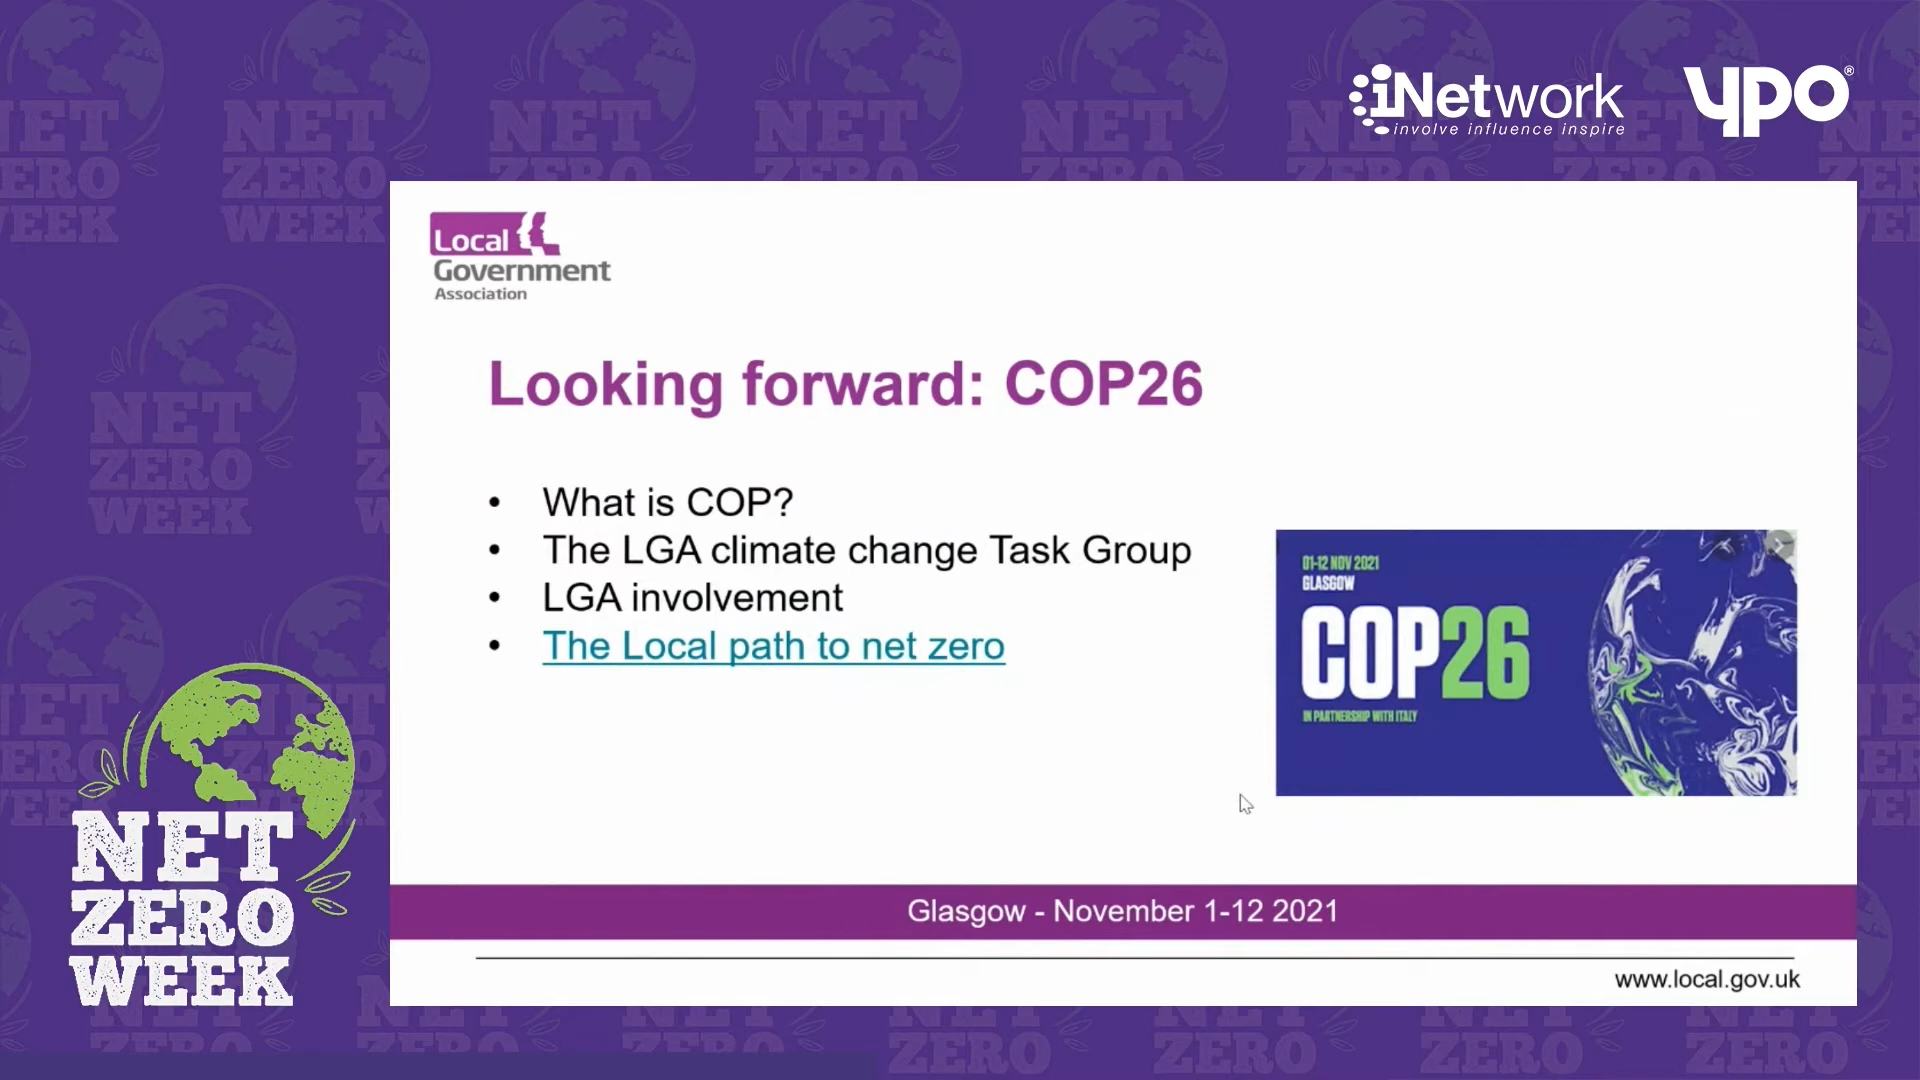 iNetwork
involve influence inspire
YPO®
Local
Government
Association
Looking forward: COP26
• What is COP?
• The LGA climate change Task Group
• LGA involvement
• The Local path to net zero
01-12 NOV 2021
GLASGOW
COP26
IN PARTNERSHIP WITH ITALY
Glasgow - November 1-12 2021
www.local.gov.uk
NET
ZERO
WEEK